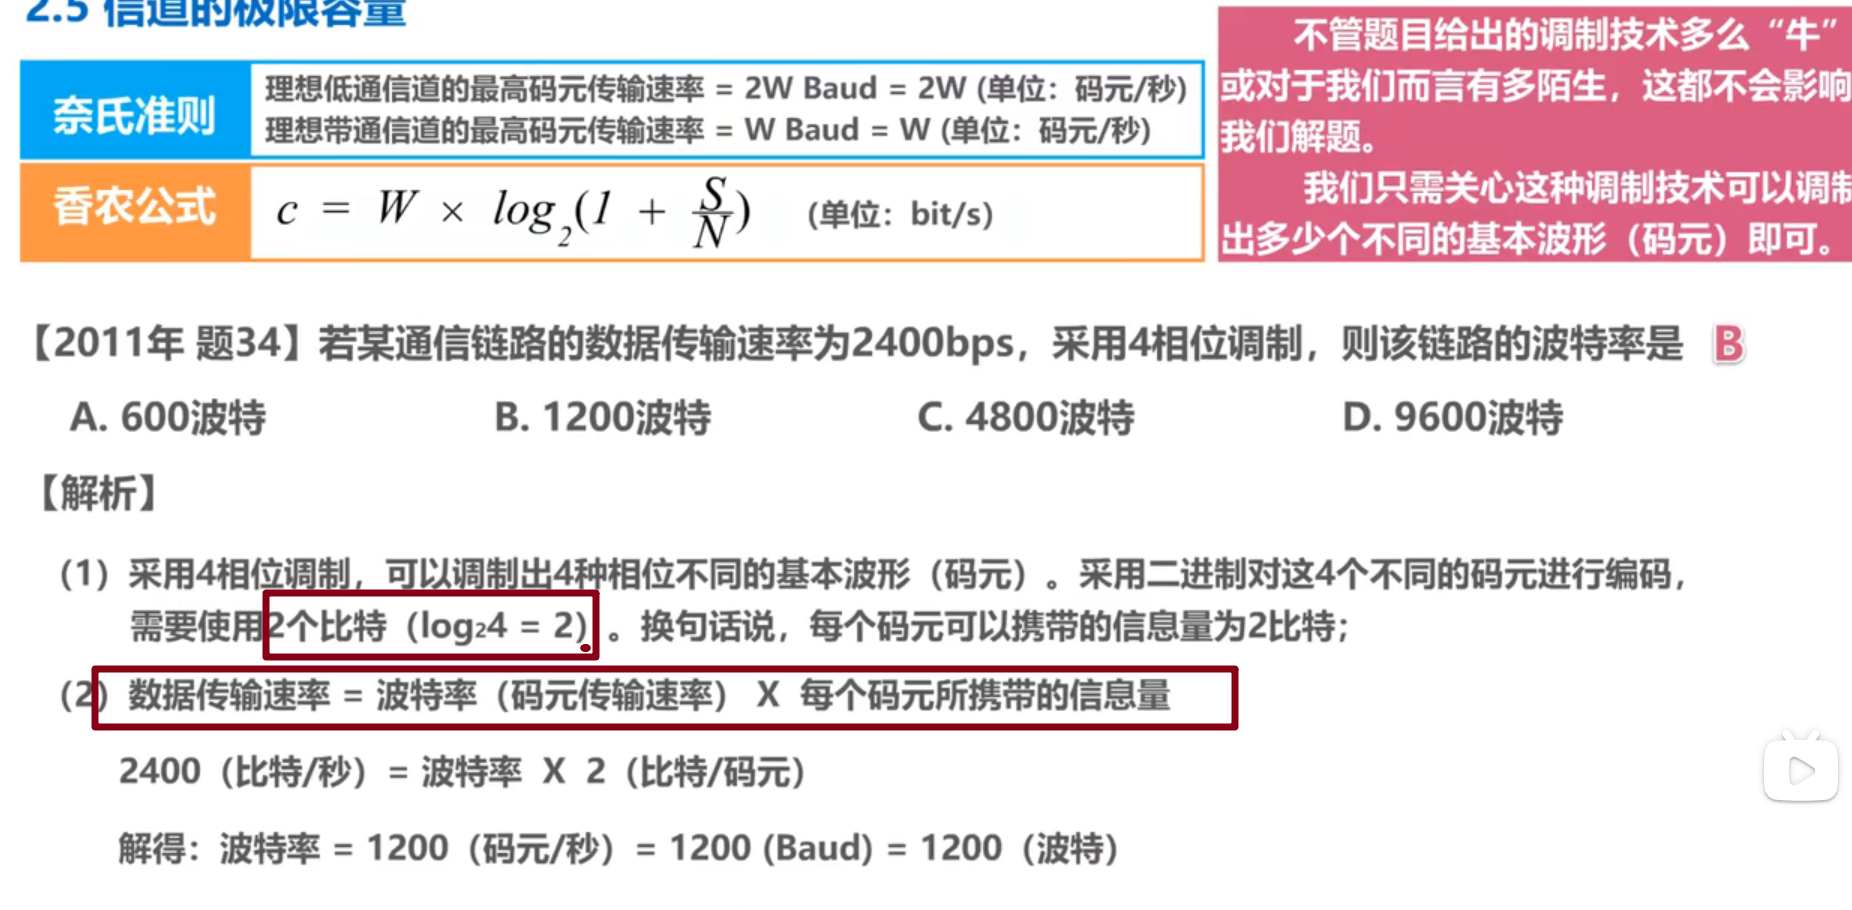 2.5 信道的极限容量
奈氏准则
理想低通信道的最高码元传输速率 = 2W Baud = 2W (单位：码元/秒)
理想带通信道的最高码元传输速率 = W Baud = W (单位：码元/秒)
香农公式
c = W × log₂(1 + S/N) (单位：bit/s)
不管题目给出的调制技术多么“牛”
或对于我们而言有多陌生，这都不会影响
我们解题。
我们只需关心这种调制技术可以调制
出多少个不同的基本波形（码元）即可。
【2011年 题34】若某通信链路的数据传输速率为2400bps，采用4相位调制，则该链路的波特率是 B
A. 600波特 B. 1200波特 C. 4800波特 D. 9600波特
【解析】
（1）采用4相位调制，可以调制出4种相位不同的基本波形（码元）。采用二进制对这4个不同的码元进行编码，
需要使用2个比特（log₂4 = 2）。换句话说，每个码元可以携带的信息量为2比特；
（2）数据传输速率 = 波特率（码元传输速率） X 每个码元所携带的信息量
2400（比特/秒）= 波特率 X 2（比特/码元）
解得：波特率 = 1200（码元/秒）= 1200 (Baud) = 1200（波特）